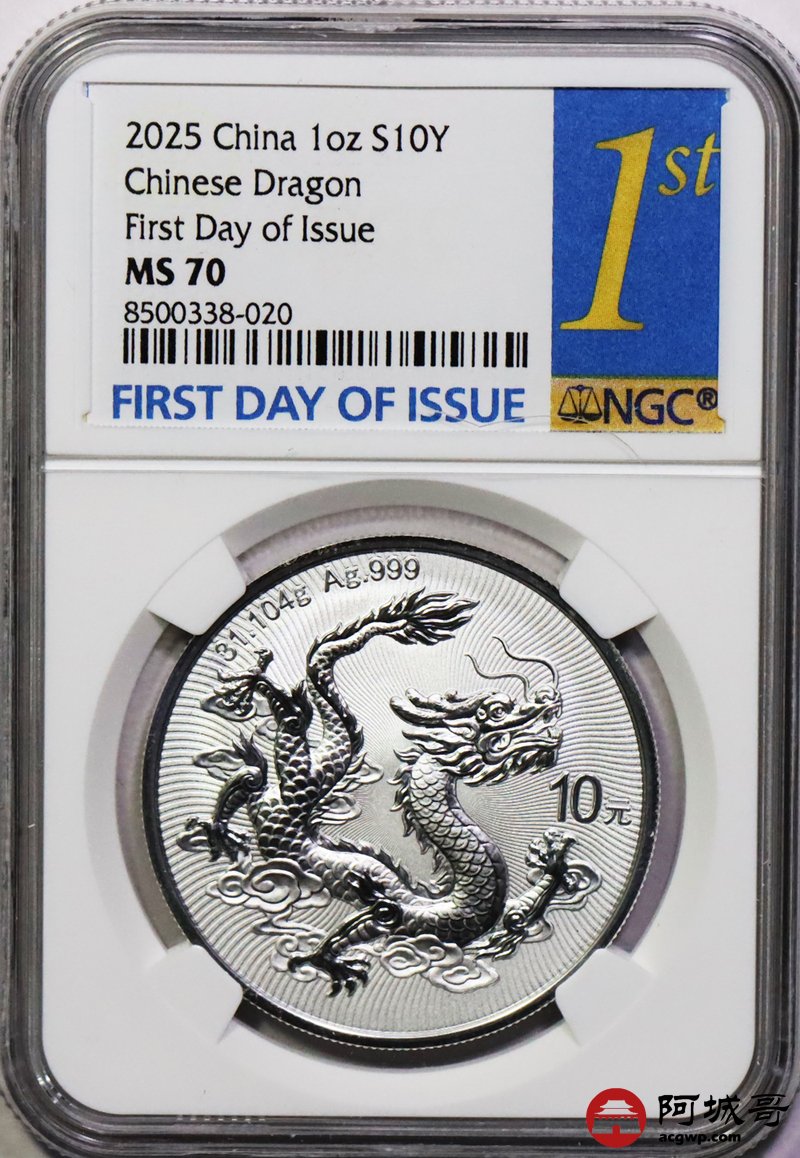 2025 China 1oz S10Y
Chinese Dragon
First Day of Issue
MS 70
8500338-020
FIRST DAY OF ISSUE
1st
NGC®
31.104g Ag.999
10元
阿城哥
acgwp.com